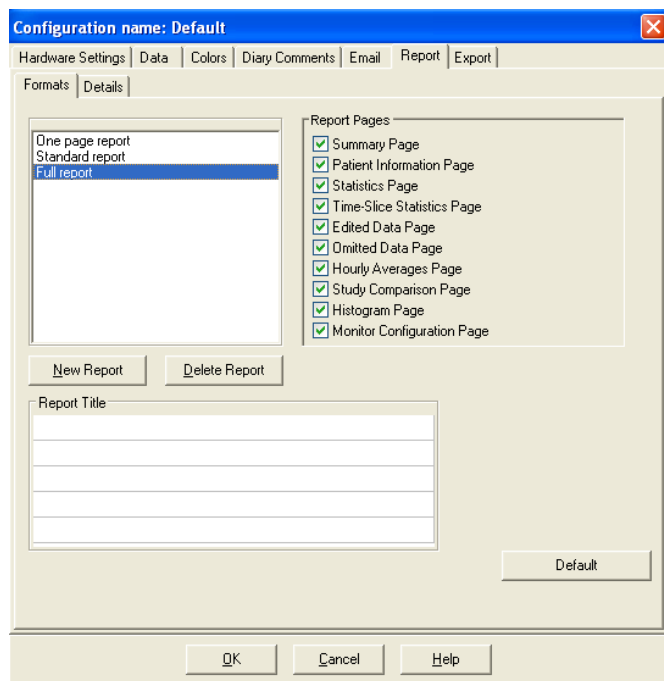 Configuration name: Default
Hardware Settings Data Colors Diary Comments Email Report Export
Formats Details
One page report
Standard report
Full report
Report Pages
Summary Page
Patient Information Page
Statistics Page
Time-Slice Statistics Page
Edited Data Page
Omitted Data Page
Hourly Averages Page
Study Comparison Page
Histogram Page
Monitor Configuration Page
New Report Delete Report
Report Title
Default
OK Cancel Help